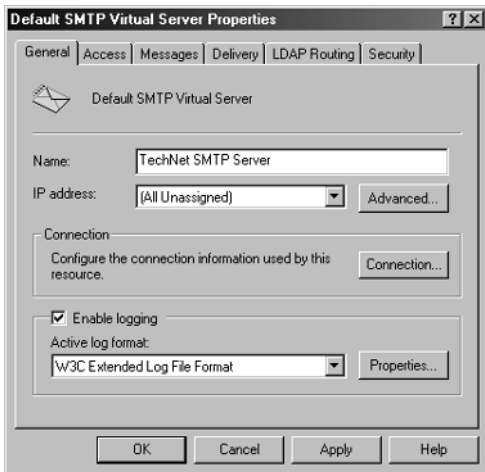 Default SMTP Virtual Server Properties ? X
General Access Messages Delivery LDAP Routing Security
Default SMTP Virtual Server
Name: TechNet SMTP Server
IP address: (All Unassigned) Advanced...
Connection
Configure the connection information used by this
resource.
Connection...
Enable logging
Active log format:
W3C Extended Log File Format Properties...
OK Cancel Apply Help